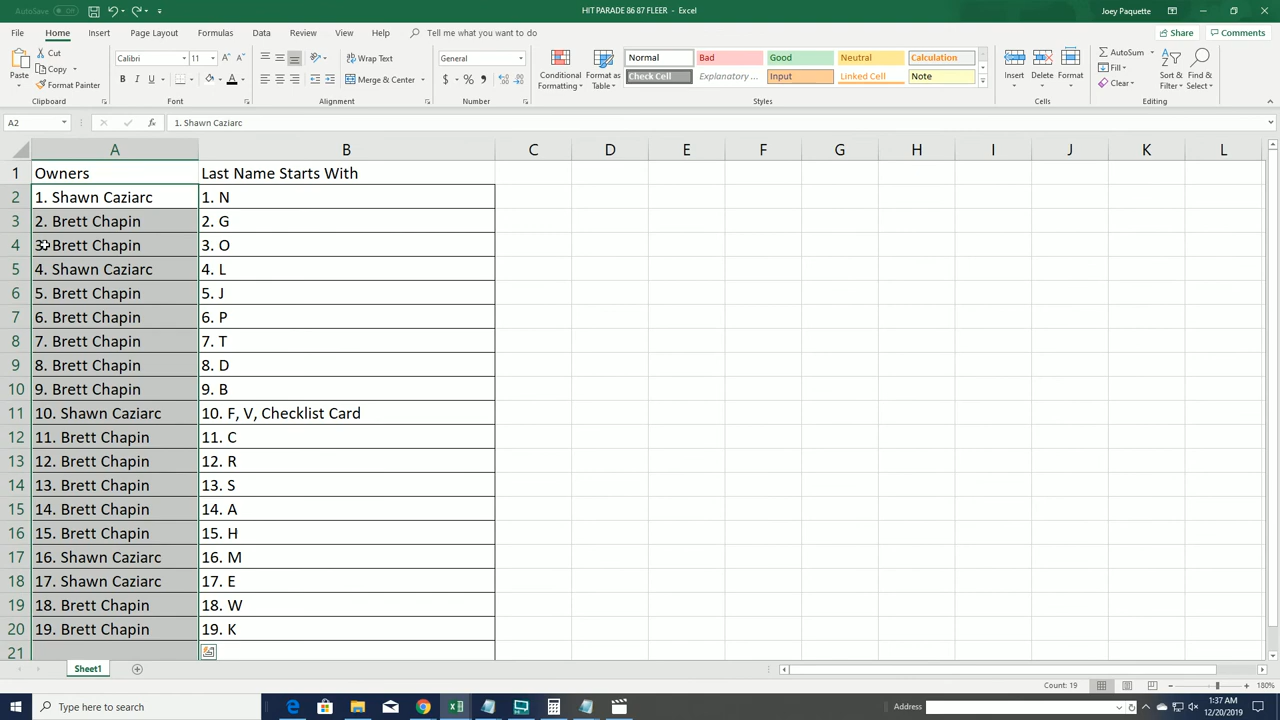 AutoSave Off
HIT PARADE 86 87 FLEER - Excel
Joey Paquette
File Home Insert Draw Page Layout Formulas Data Review View Help Tell me what you want to do
Share Comments
Paste
Cut
Copy
Format Painter
Calibri 11
B I U A
Wrap Text
Merge & Center
General
$ % ,
Conditional Formatting
Format as Table
Normal Bad Good Neutral Calculation
Check Cell Explanatory ... Input Linked Cell Note
Insert Delete Format
AutoSum
Fill
Clear
Sort & Filter
Find & Select
Clipboard Font Alignment Number Styles Cells Editing
A2 fx 1. Shawn Caziarc
A B C D E F G H I J K L
1 Owners Last Name Starts With
2 1. Shawn Caziarc 1. N
3 2. Brett Chapin 2. G
4 3. Brett Chapin 3. O
5 4. Shawn Caziarc 4. L
6 5. Brett Chapin 5. J
7 6. Brett Chapin 6. P
8 7. Brett Chapin 7. T
9 8. Brett Chapin 8. D
10 9. Brett Chapin 9. B
11 10. Shawn Caziarc 10. F, V, Checklist Card
12 11. Brett Chapin 11. C
13 12. Brett Chapin 12. R
14 13. Brett Chapin 13. S
15 14. Brett Chapin 14. A
16 15. Brett Chapin 15. H
17 16. Shawn Caziarc 16. M
18 17. Shawn Caziarc 17. E
19 18. Brett Chapin 18. W
20 19. Brett Chapin 19. K
21
Sheet1
Count: 19
180%
Type here to search
Address
1:37 AM
12/20/2019